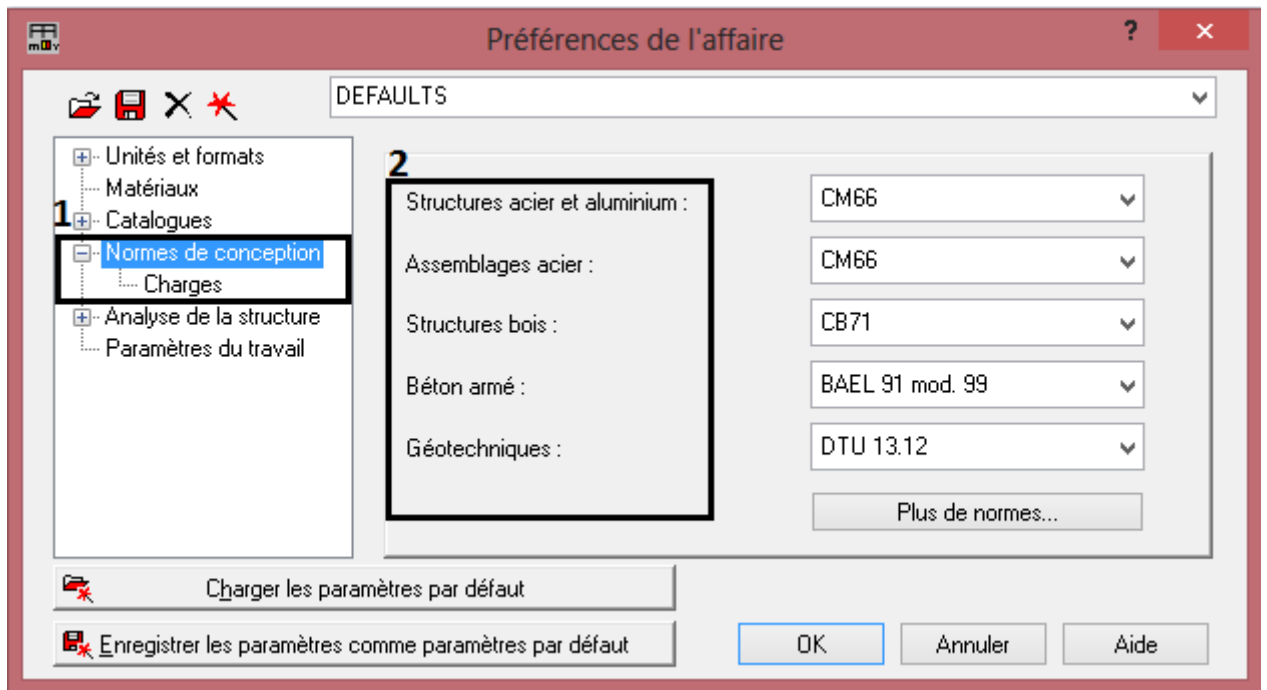 Préférences de l'affaire
?
DEFAULTS
Unités et formats
Matériaux
1
Catalogues
Normes de conception
Charges
Analyse de la structure
Paramètres du travail
2
Structures acier et aluminium : CM66
Assemblages acier : CM66
Structures bois : CB71
Béton armé : BAEL 91 mod. 99
Géotechniques : DTU 13.12
Plus de normes...
Charger les paramètres par défaut
Enregistrer les paramètres comme paramètres par défaut
OK Annuler Aide